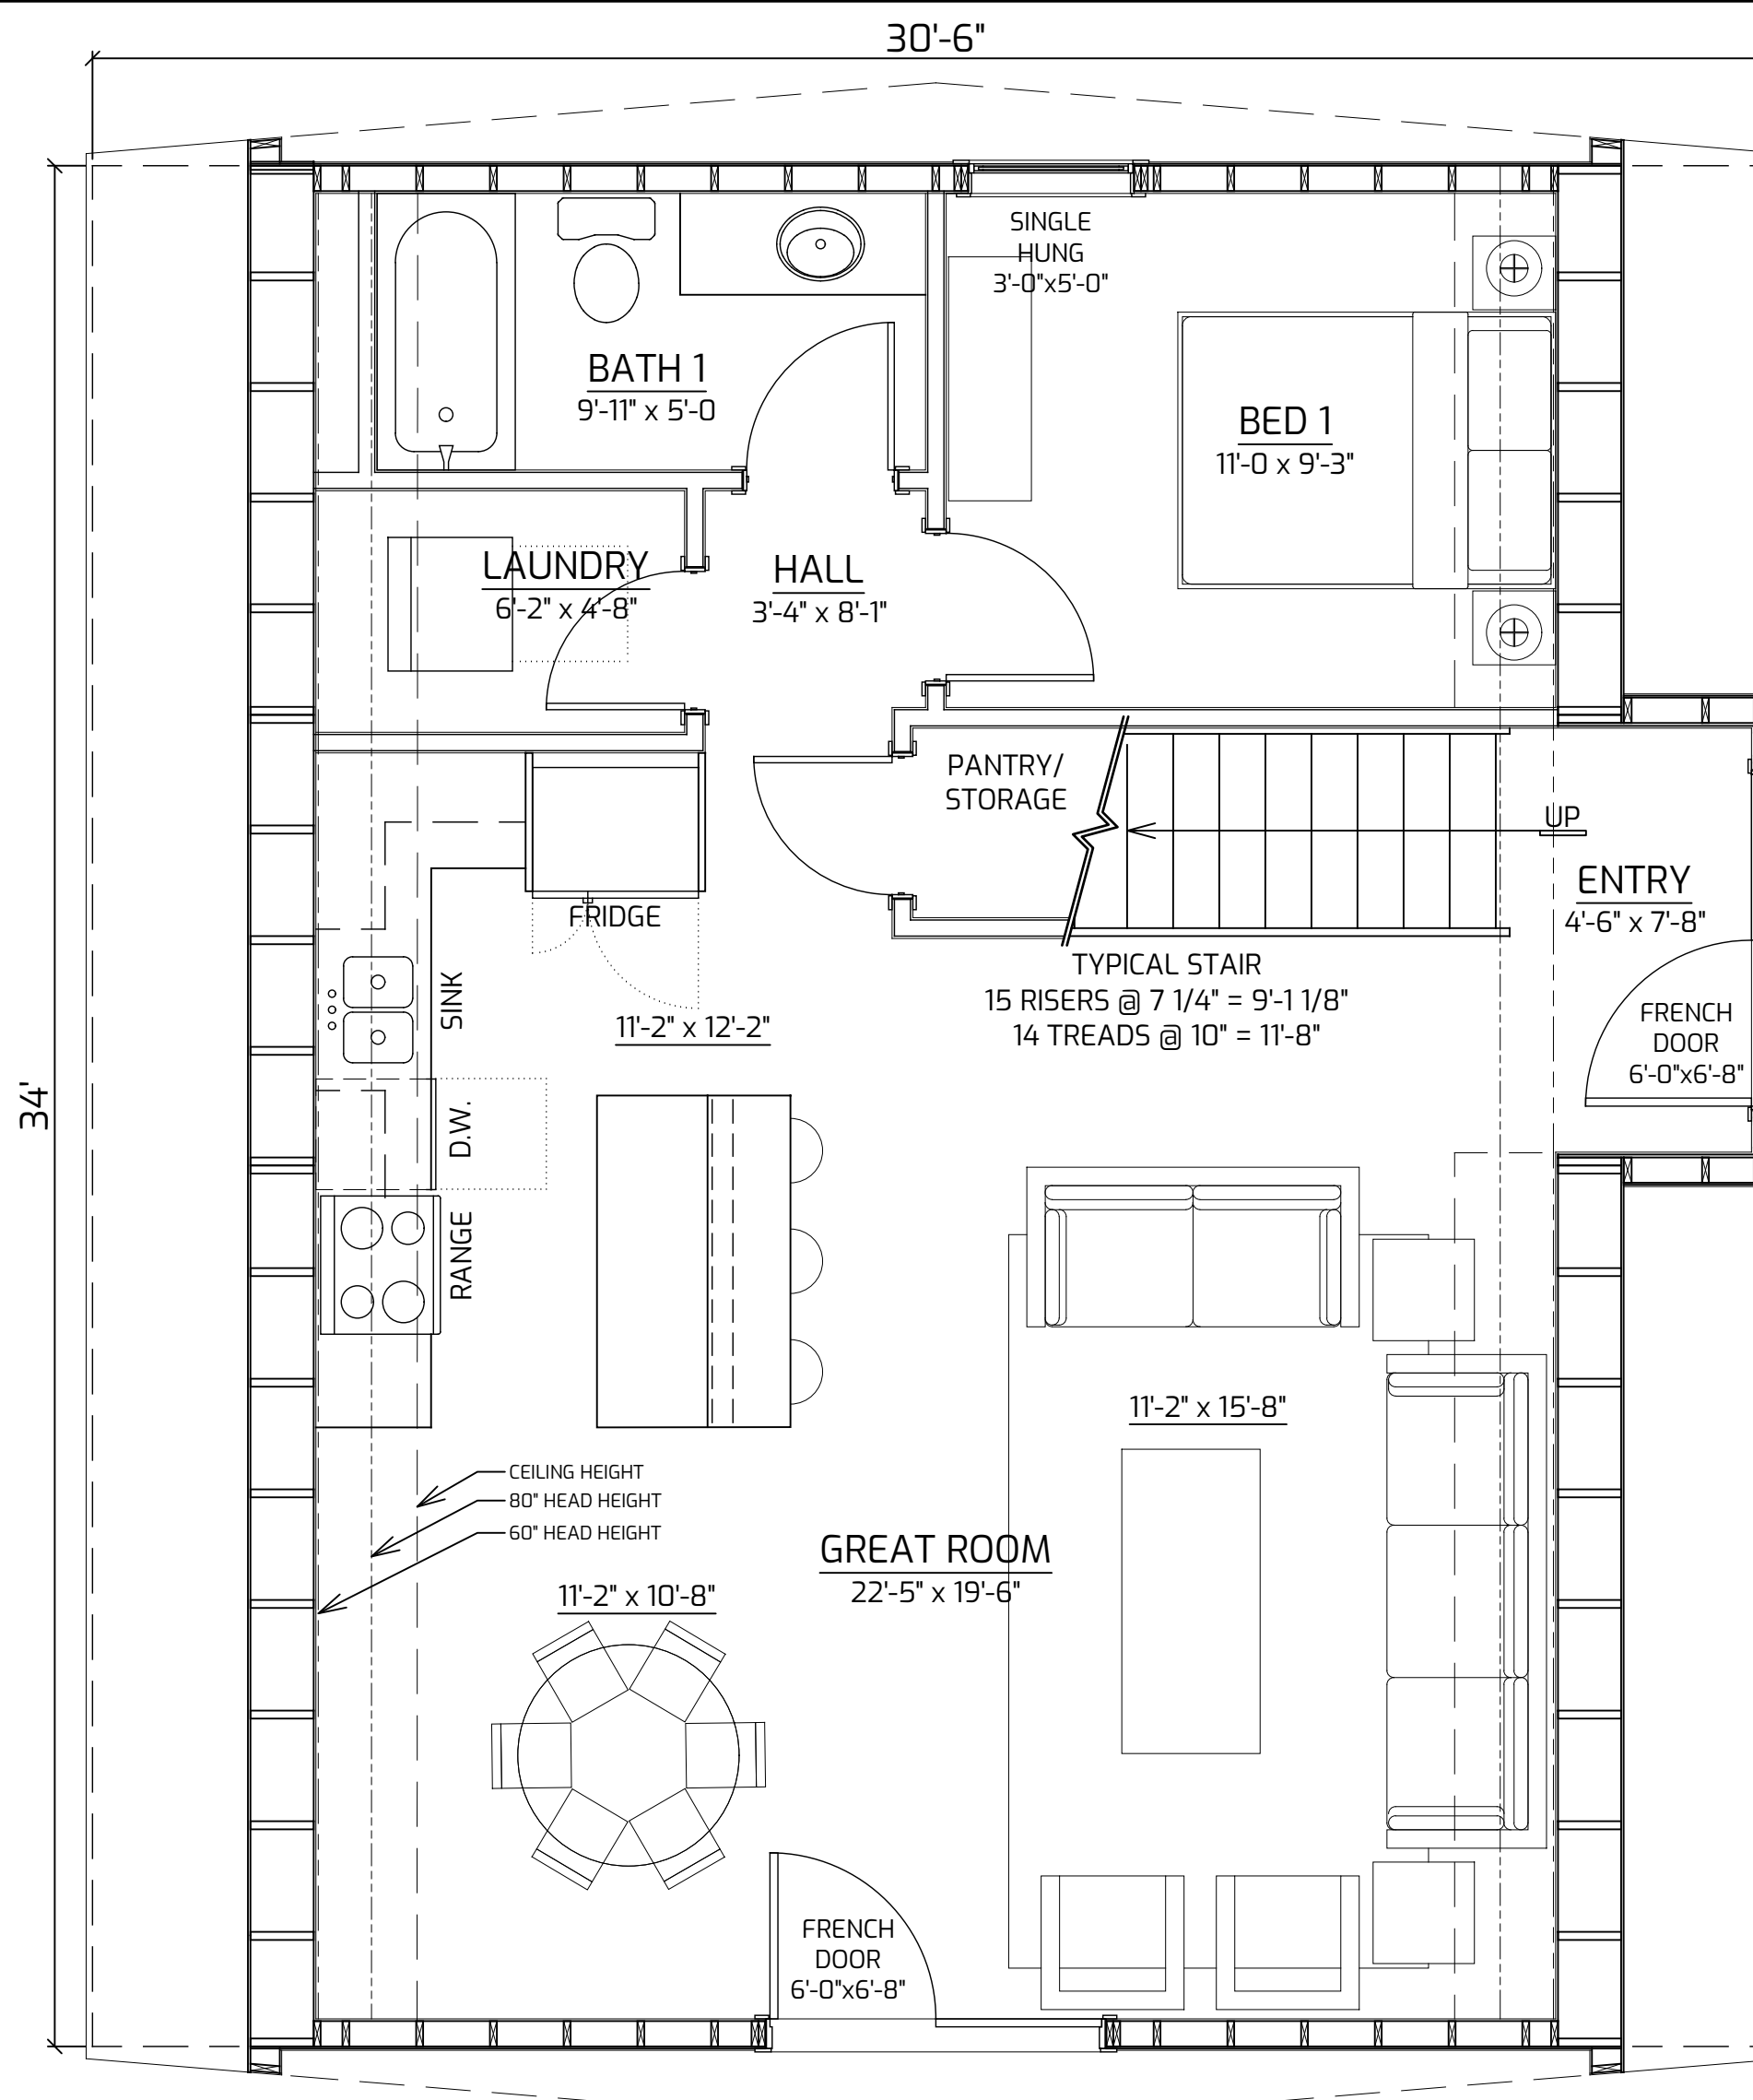 30'-6"
SINGLE
HUNG
3'-0"x5'-0"
BATH 1
9'-11" x 5'-0
BED 1
11'-0 x 9'-3"
LAUNDRY
6'-2" x 4'-8"
HALL
3'-4" x 8'-1"
PANTRY/
STORAGE
UP
ENTRY
4'-6" x 7'-8"
FRIDGE
SINK
TYPICAL STAIR
15 RISERS @ 7 1/4" = 9'-1 1/8"
14 TREADS @ 10" = 11'-8"
11'-2" x 12'-2"
FRENCH
DOOR
6'-0"x6'-8"
34'
D.W.
RANGE
11'-2" x 15'-8"
CEILING HEIGHT
80" HEAD HEIGHT
60" HEAD HEIGHT
GREAT ROOM
22'-5" x 19'-6"
11'-2" x 10'-8"
FRENCH
DOOR
6'-0"x6'-8"